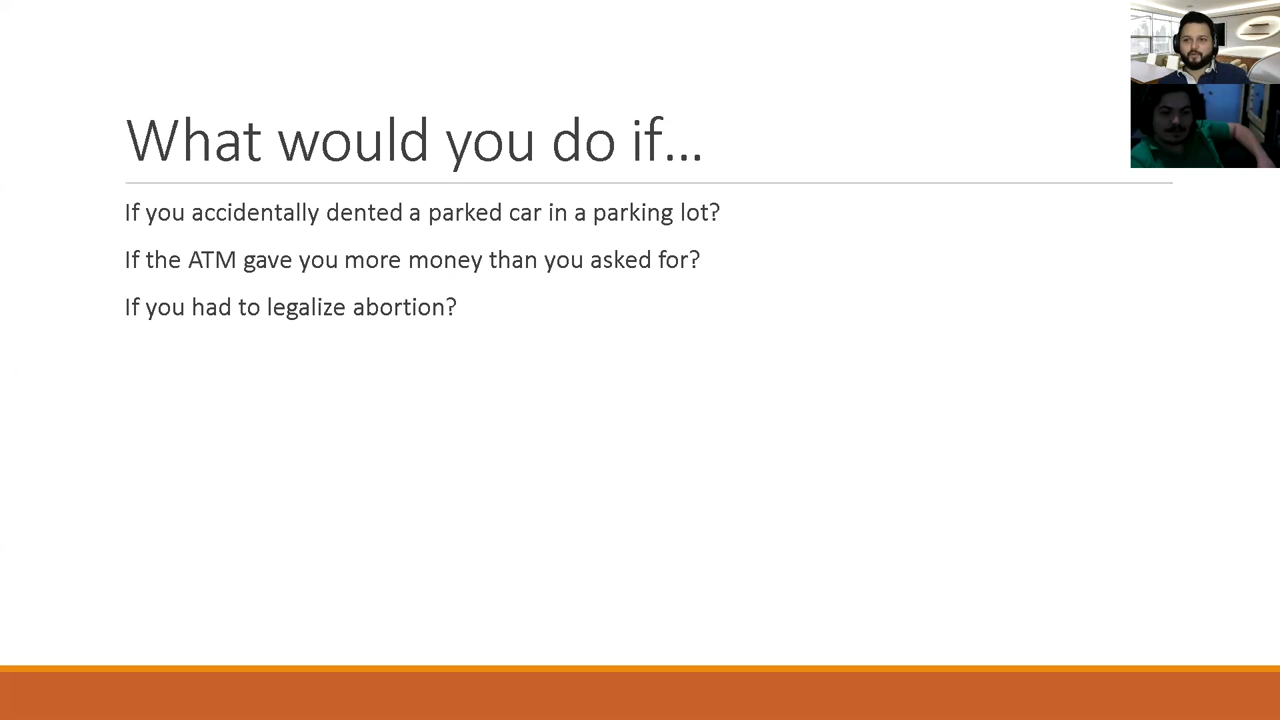 What would you do if...
If you accidentally dented a parked car in a parking lot?
If the ATM gave you more money than you asked for?
If you had to legalize abortion?